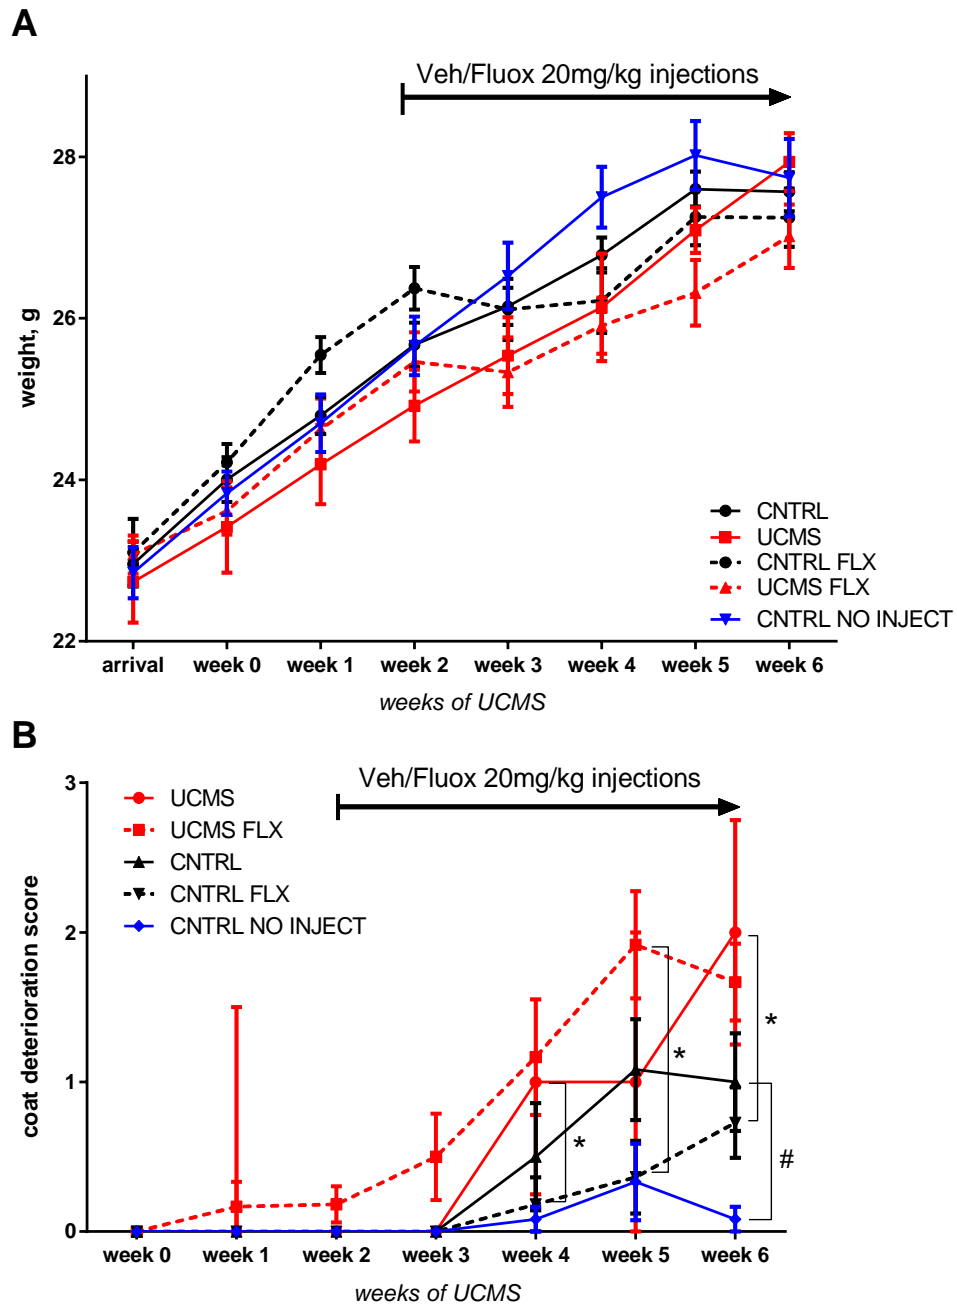 A
Veh/Fluox 20mg/kg injections
28
26
24
22
weight, g
CNTRL
UCMS
CNTRL FLX
UCMS FLX
CNTRL NO INJECT
arrival week 0 week 1 week 2 week 3 week 4 week 5 week 6
weeks of UCMS
B
Veh/Fluox 20mg/kg injections
3
2
1
0
coat deterioration score
UCMS
UCMS FLX
CNTRL
CNTRL FLX
CNTRL NO INJECT
*
*
*
#
week 0 week 1 week 2 week 3 week 4 week 5 week 6
weeks of UCMS